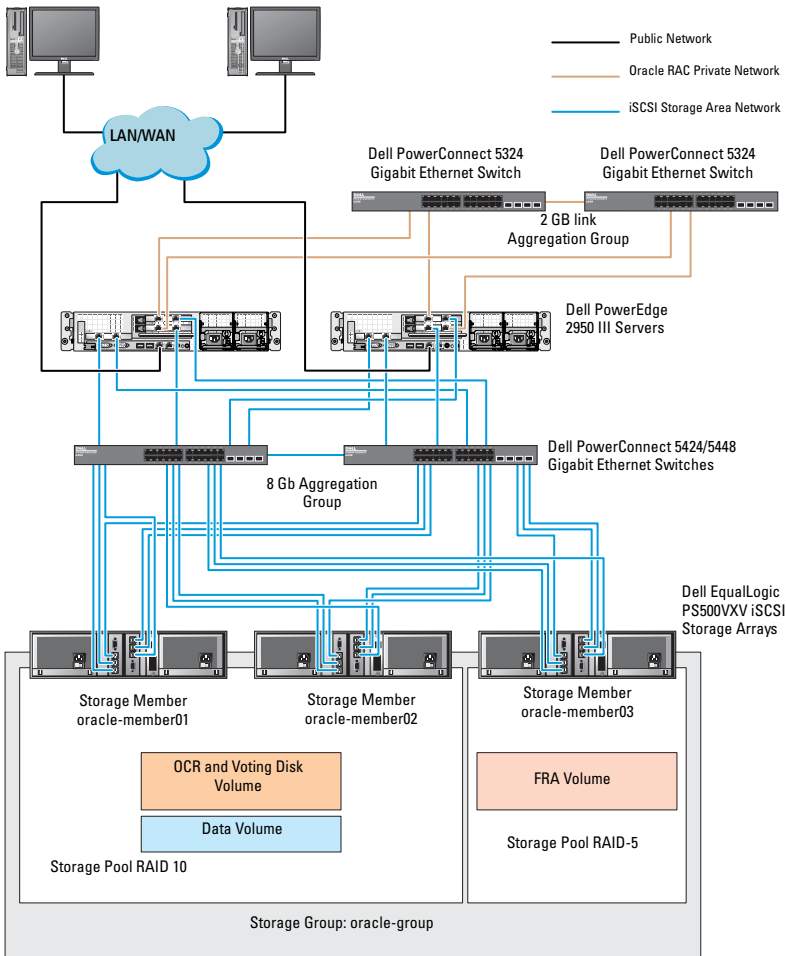 Public Network
Oracle RAC Private Network
iSCSI Storage Area Network
LAN/WAN
Dell PowerConnect 5324
Gigabit Ethernet Switch
Dell PowerConnect 5324
Gigabit Ethernet Switch
2 GB link
Aggregation Group
Dell PowerEdge
2950 III Servers
Dell PowerConnect 5424/5448
Gigabit Ethernet Switches
8 Gb Aggregation
Group
Dell EqualLogic
PS500VXV iSCSI
Storage Arrays
Storage Member
oracle-member01
Storage Member
oracle-member02
Storage Member
oracle-member03
OCR and Voting Disk
Volume
Data Volume
FRA Volume
Storage Pool RAID 10
Storage Pool RAID-5
Storage Group: oracle-group